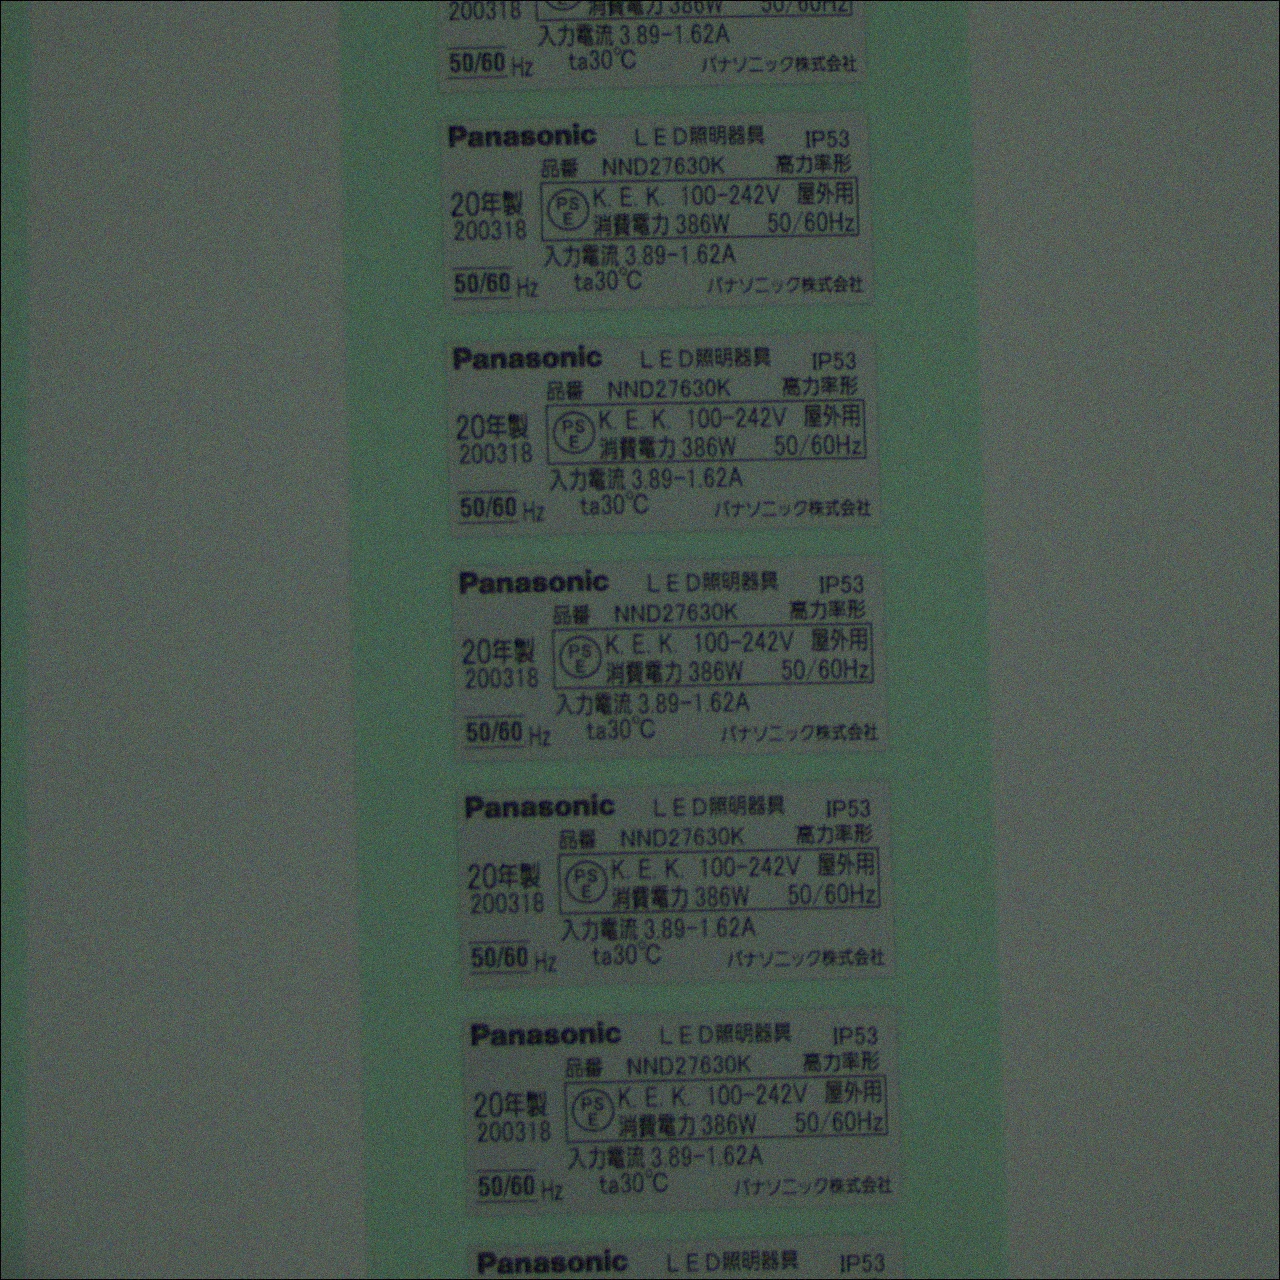 200318 消費電力 386W 50/60Hz
入力電流 3.89-1.62A
50/60 Hz ta30℃ パナソニック株式会社
Panasonic LED照明器具 IP53
品番 NND27630K 高力率形
20年製 PSE K. E. K. 100-242V 屋外用
200318 消費電力 386W 50/60Hz
入力電流 3.89-1.62A
50/60 Hz ta30℃ パナソニック株式会社
Panasonic LED照明器具 IP53
品番 NND27630K 高力率形
20年製 PSE K. E. K. 100-242V 屋外用
200318 消費電力 386W 50/60Hz
入力電流 3.89-1.62A
50/60 Hz ta30℃ パナソニック株式会社
Panasonic LED照明器具 IP53
品番 NND27630K 高力率形
20年製 PSE K. E. K. 100-242V 屋外用
200318 消費電力 386W 50/60Hz
入力電流 3.89-1.62A
50/60 Hz ta30℃ パナソニック株式会社
Panasonic LED照明器具 IP53
品番 NND27630K 高力率形
20年製 PSE K. E. K. 100-242V 屋外用
200318 消費電力 386W 50/60Hz
入力電流 3.89-1.62A
50/60 Hz ta30℃ パナソニック株式会社
Panasonic LED照明器具 IP53
品番 NND27630K 高力率形
20年製 PSE K. E. K. 100-242V 屋外用
200318 消費電力 386W 50/60Hz
入力電流 3.89-1.62A
50/60 Hz ta30℃ パナソニック株式会社
Panasonic LED照明器具 IP53